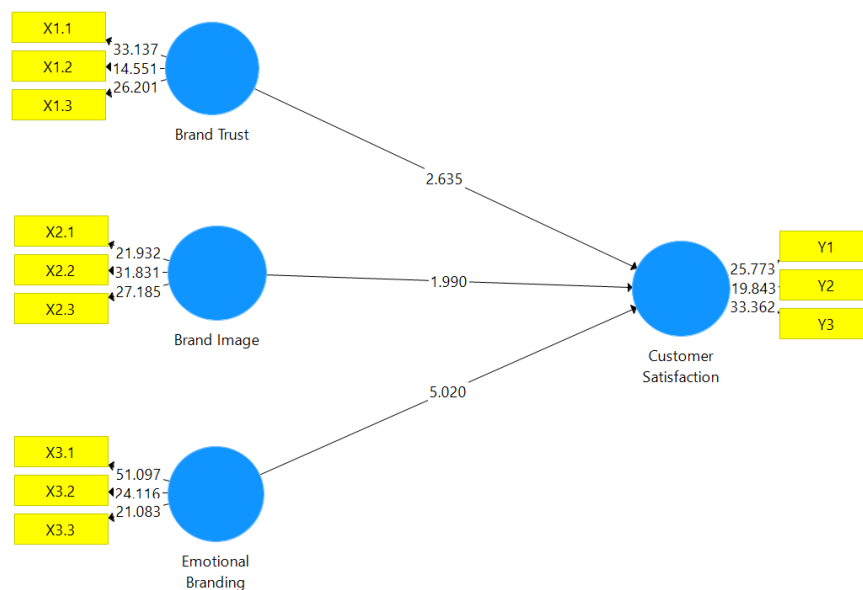 X1.1
33.137
X1.2
14.551
X1.3
26.201
Brand Trust
2.635
X2.1
21.932
X2.2
31.831
X2.3
27.185
Brand Image
1.990
Y1
25.773
Y2
19.843
Y3
33.362
Customer
Satisfaction
5.020
X3.1
51.097
X3.2
24.116
X3.3
21.083
Emotional
Branding